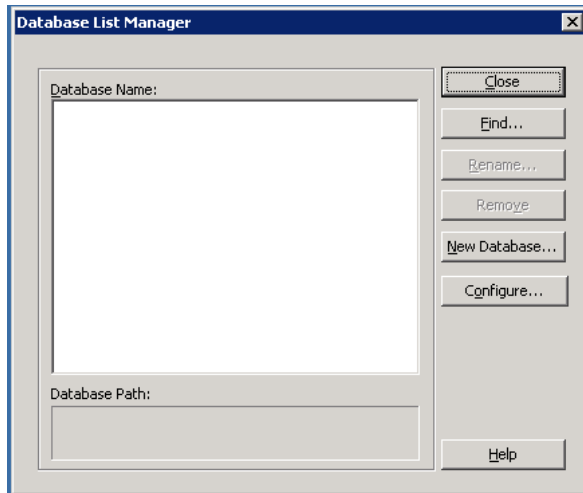 Database List Manager
Database Name:
Close
Find...
Rename...
Remove
New Database...
Configure...
Database Path:
Help